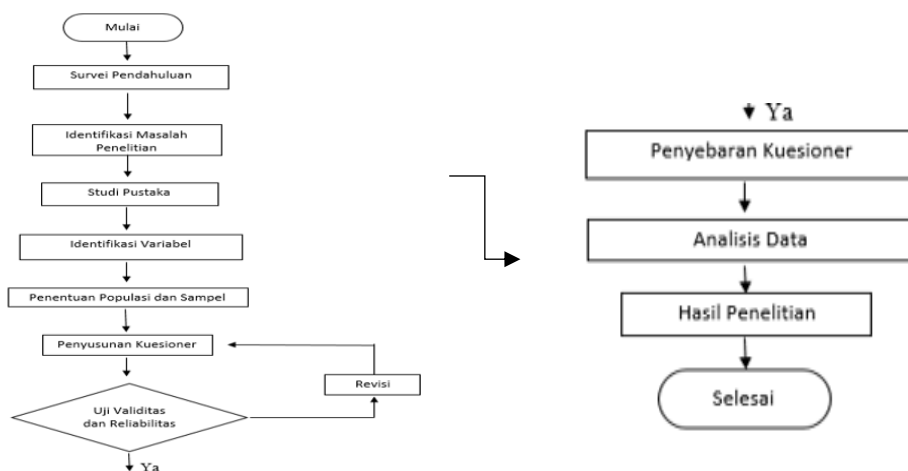 Mulai
Survei Pendahuluan
Identifikasi Masalah
Penelitian
Studi Pustaka
Identifikasi Variabel
Penentuan Populasi dan Sampel
Penyusunan Kuesioner
Revisi
Uji Validitas
dan Reliabilitas
Ya
Ya
Penyebaran Kuesioner
Analisis Data
Hasil Penelitian
Selesai